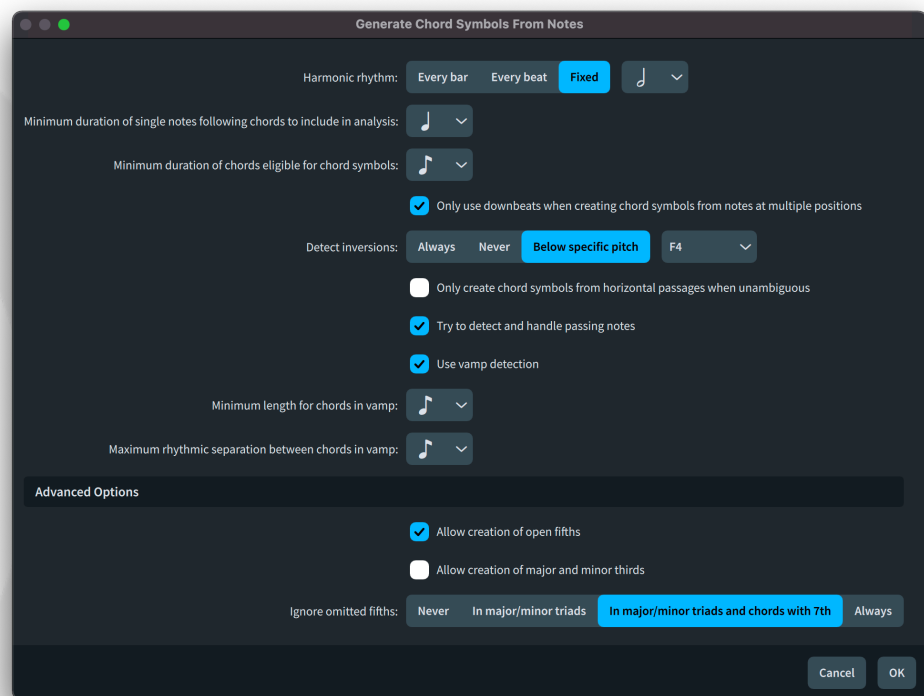 Generate Chord Symbols From Notes
Harmonic rhythm: Every bar Every beat Fixed
Minimum duration of single notes following chords to include in analysis:
Minimum duration of chords eligible for chord symbols:
Only use downbeats when creating chord symbols from notes at multiple positions
Detect inversions: Always Never Below specific pitch F4
Only create chord symbols from horizontal passages when unambiguous
Try to detect and handle passing notes
Use vamp detection
Minimum length for chords in vamp:
Maximum rhythmic separation between chords in vamp:
Advanced Options
Allow creation of open fifths
Allow creation of major and minor thirds
Ignore omitted fifths: Never In major/minor triads In major/minor triads and chords with 7th Always
Cancel OK